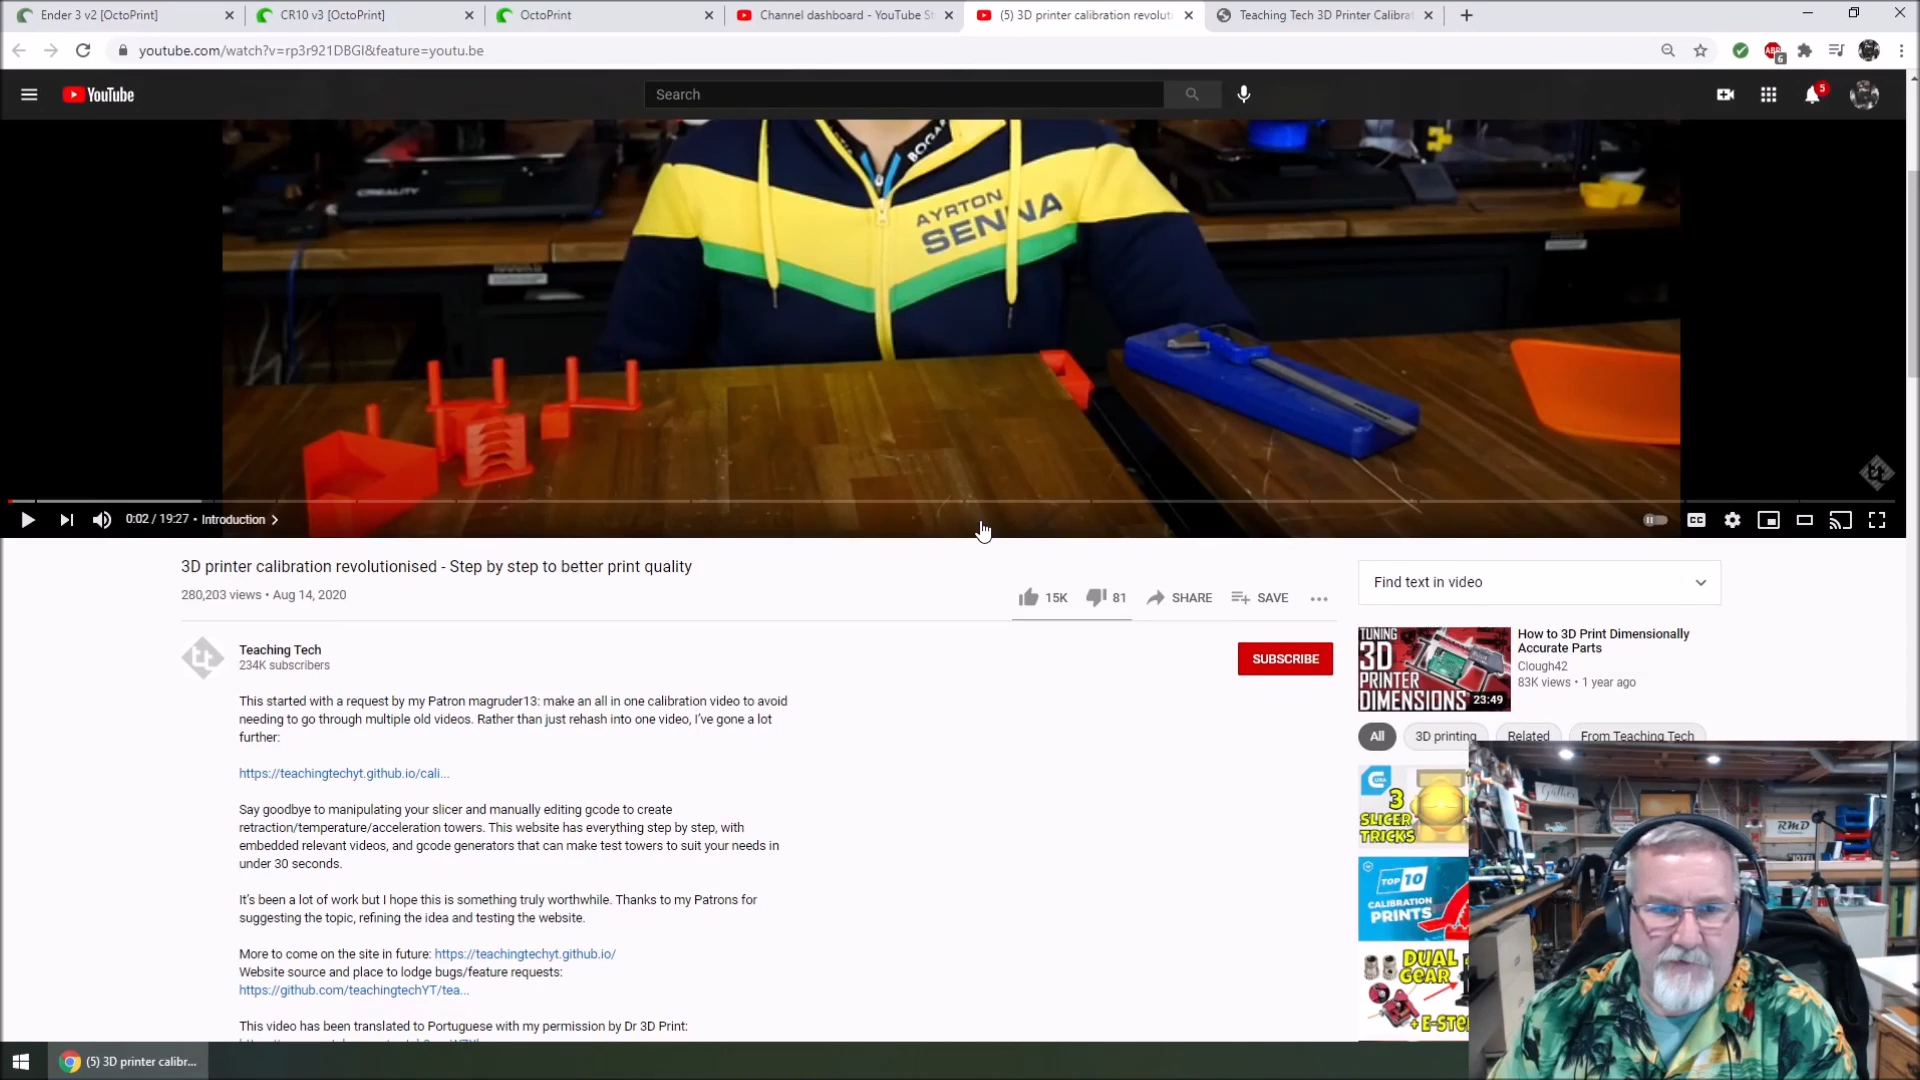 Ender 3 v2 [OctoPrint]
CR10 v3 [OctoPrint]
OctoPrint
Channel dashboard - YouTube St
(5) 3D printer calibration revoluti
Teaching Tech 3D Printer Calibrat
youtube.com/watch?v=rp3r921DBGI&feature=youtu.be
ABP
6
YouTube
Search
5
BOGAR
CREALITY
AYRTON
SENNA
0:02 / 19:27 • Introduction
CC
3D printer calibration revolutionised - Step by step to better print quality
280,203 views • Aug 14, 2020
15K
81
SHARE
SAVE
Find text in video
Teaching Tech
234K subscribers
SUBSCRIBE
This started with a request by my Patron magruder13: make an all in one calibration video to avoid
needing to go through multiple old videos. Rather than just rehash into one video, I've gone a lot
further:
https://teachingtechyt.github.io/cali...
Say goodbye to manipulating your slicer and manually editing gcode to create
retraction/temperature/acceleration towers. This website has everything step by step, with
embedded relevant videos, and gcode generators that can make test towers to suit your needs in
under 30 seconds.
It's been a lot of work but I hope this is something truly worthwhile. Thanks to my Patrons for
suggesting the topic, refining the idea and testing the website.
More to come on the site in future: https://teachingtechyt.github.io/
Website source and place to lodge bugs/feature requests:
https://github.com/teachingtechYT/tea...
This video has been translated to Portuguese with my permission by Dr 3D Print:
TUNING
3D
PRINTER
DIMENSIONS
23:49
How to 3D Print Dimensionally
Accurate Parts
Clough42
83K views • 1 year ago
All
3D printing
Related
From Teaching Tech
CURA
3
SLICER
TRICKS
TOP 10
CALIBRATION
PRINTS
DUAL
GEAR
+ E-STE
Gather
RMD
(5) 3D printer calibr...